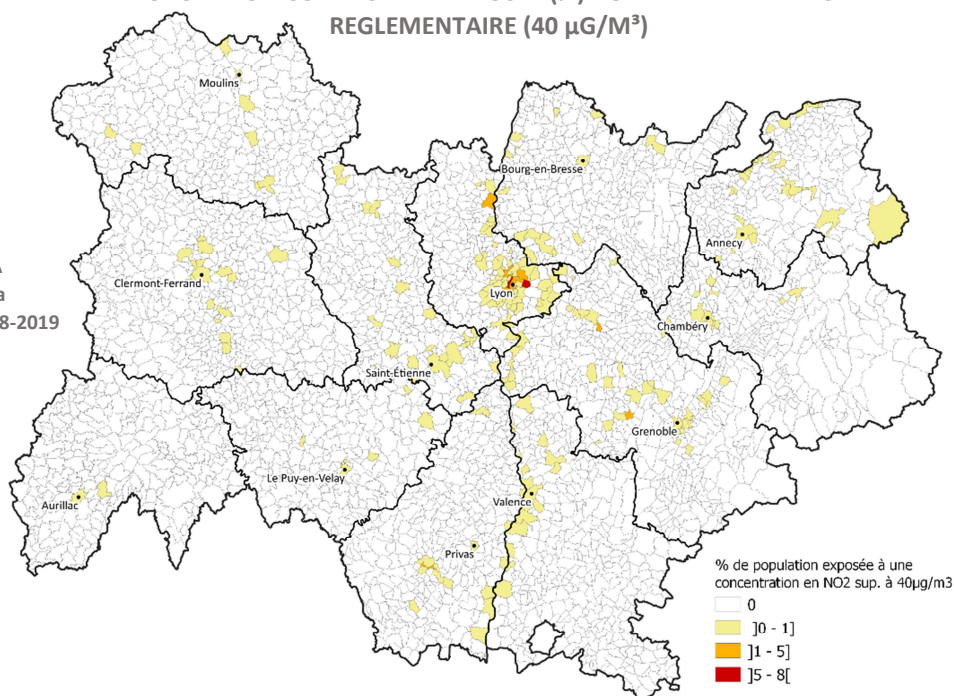 REGLEMENTAIRE (40 µG/M³)
Moulins
Bourg-en-Bresse
Annecy
Clermont-Ferrand
Lyon
8-2019
Chambéry
Saint-Étienne
Grenoble
Le Puy-en-Velay
Aurillac
Valence
Privas
% de population exposée à une
concentration en NO2 sup. à 40µg/m3
0
]0 - 1]
]1 - 5]
]5 - 8[